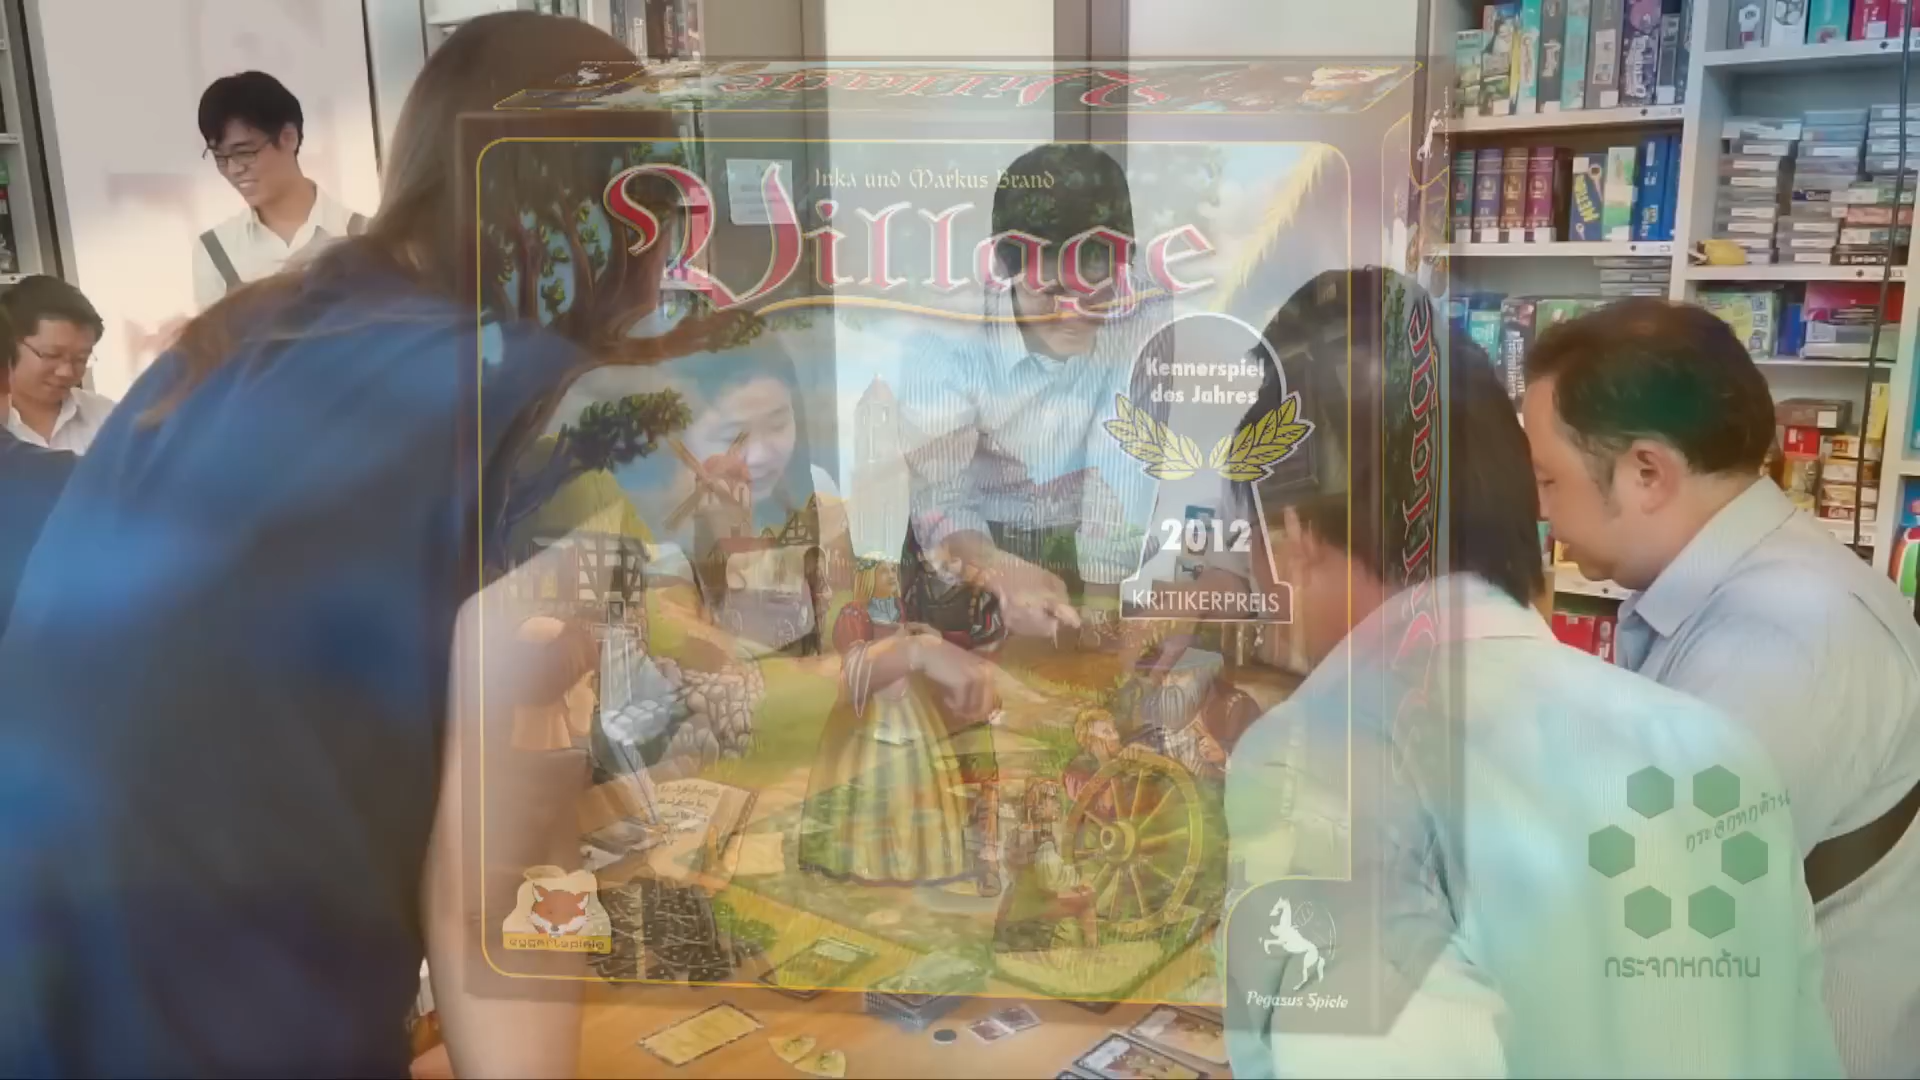 Inka und Markus Brand
Village
Kennerspiel
des Jahres
2012
KRITIKERPREIS
eggertspiele
Pegasus Spiele
กระจกหกด้าน
กระจกหกด้าน